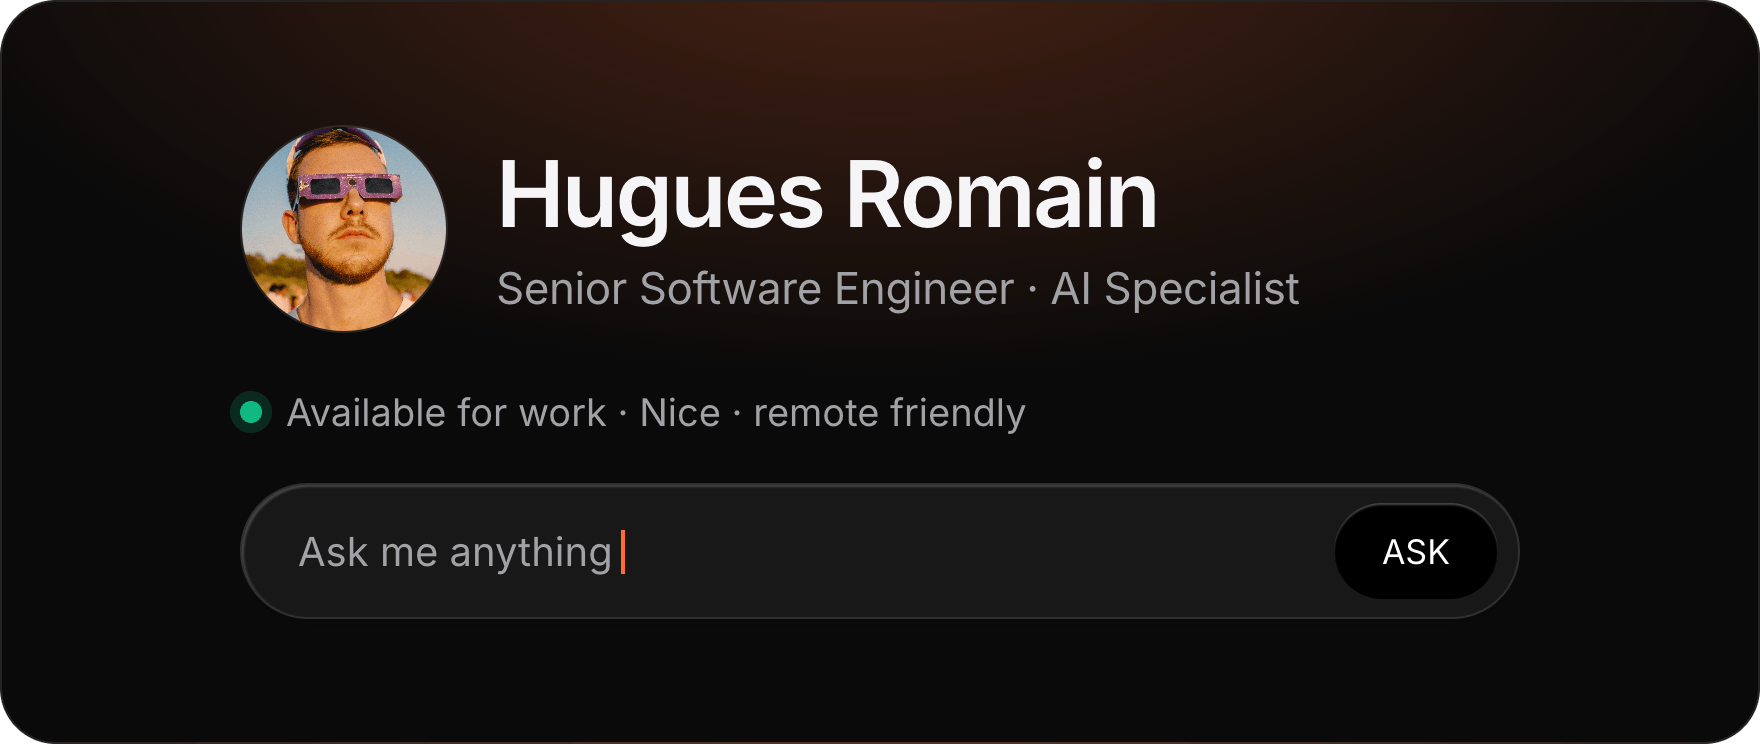 Hugues Romain
Senior Software Engineer · AI Specialist
Available for work · Nice · remote friendly
Ask me anything
ASK